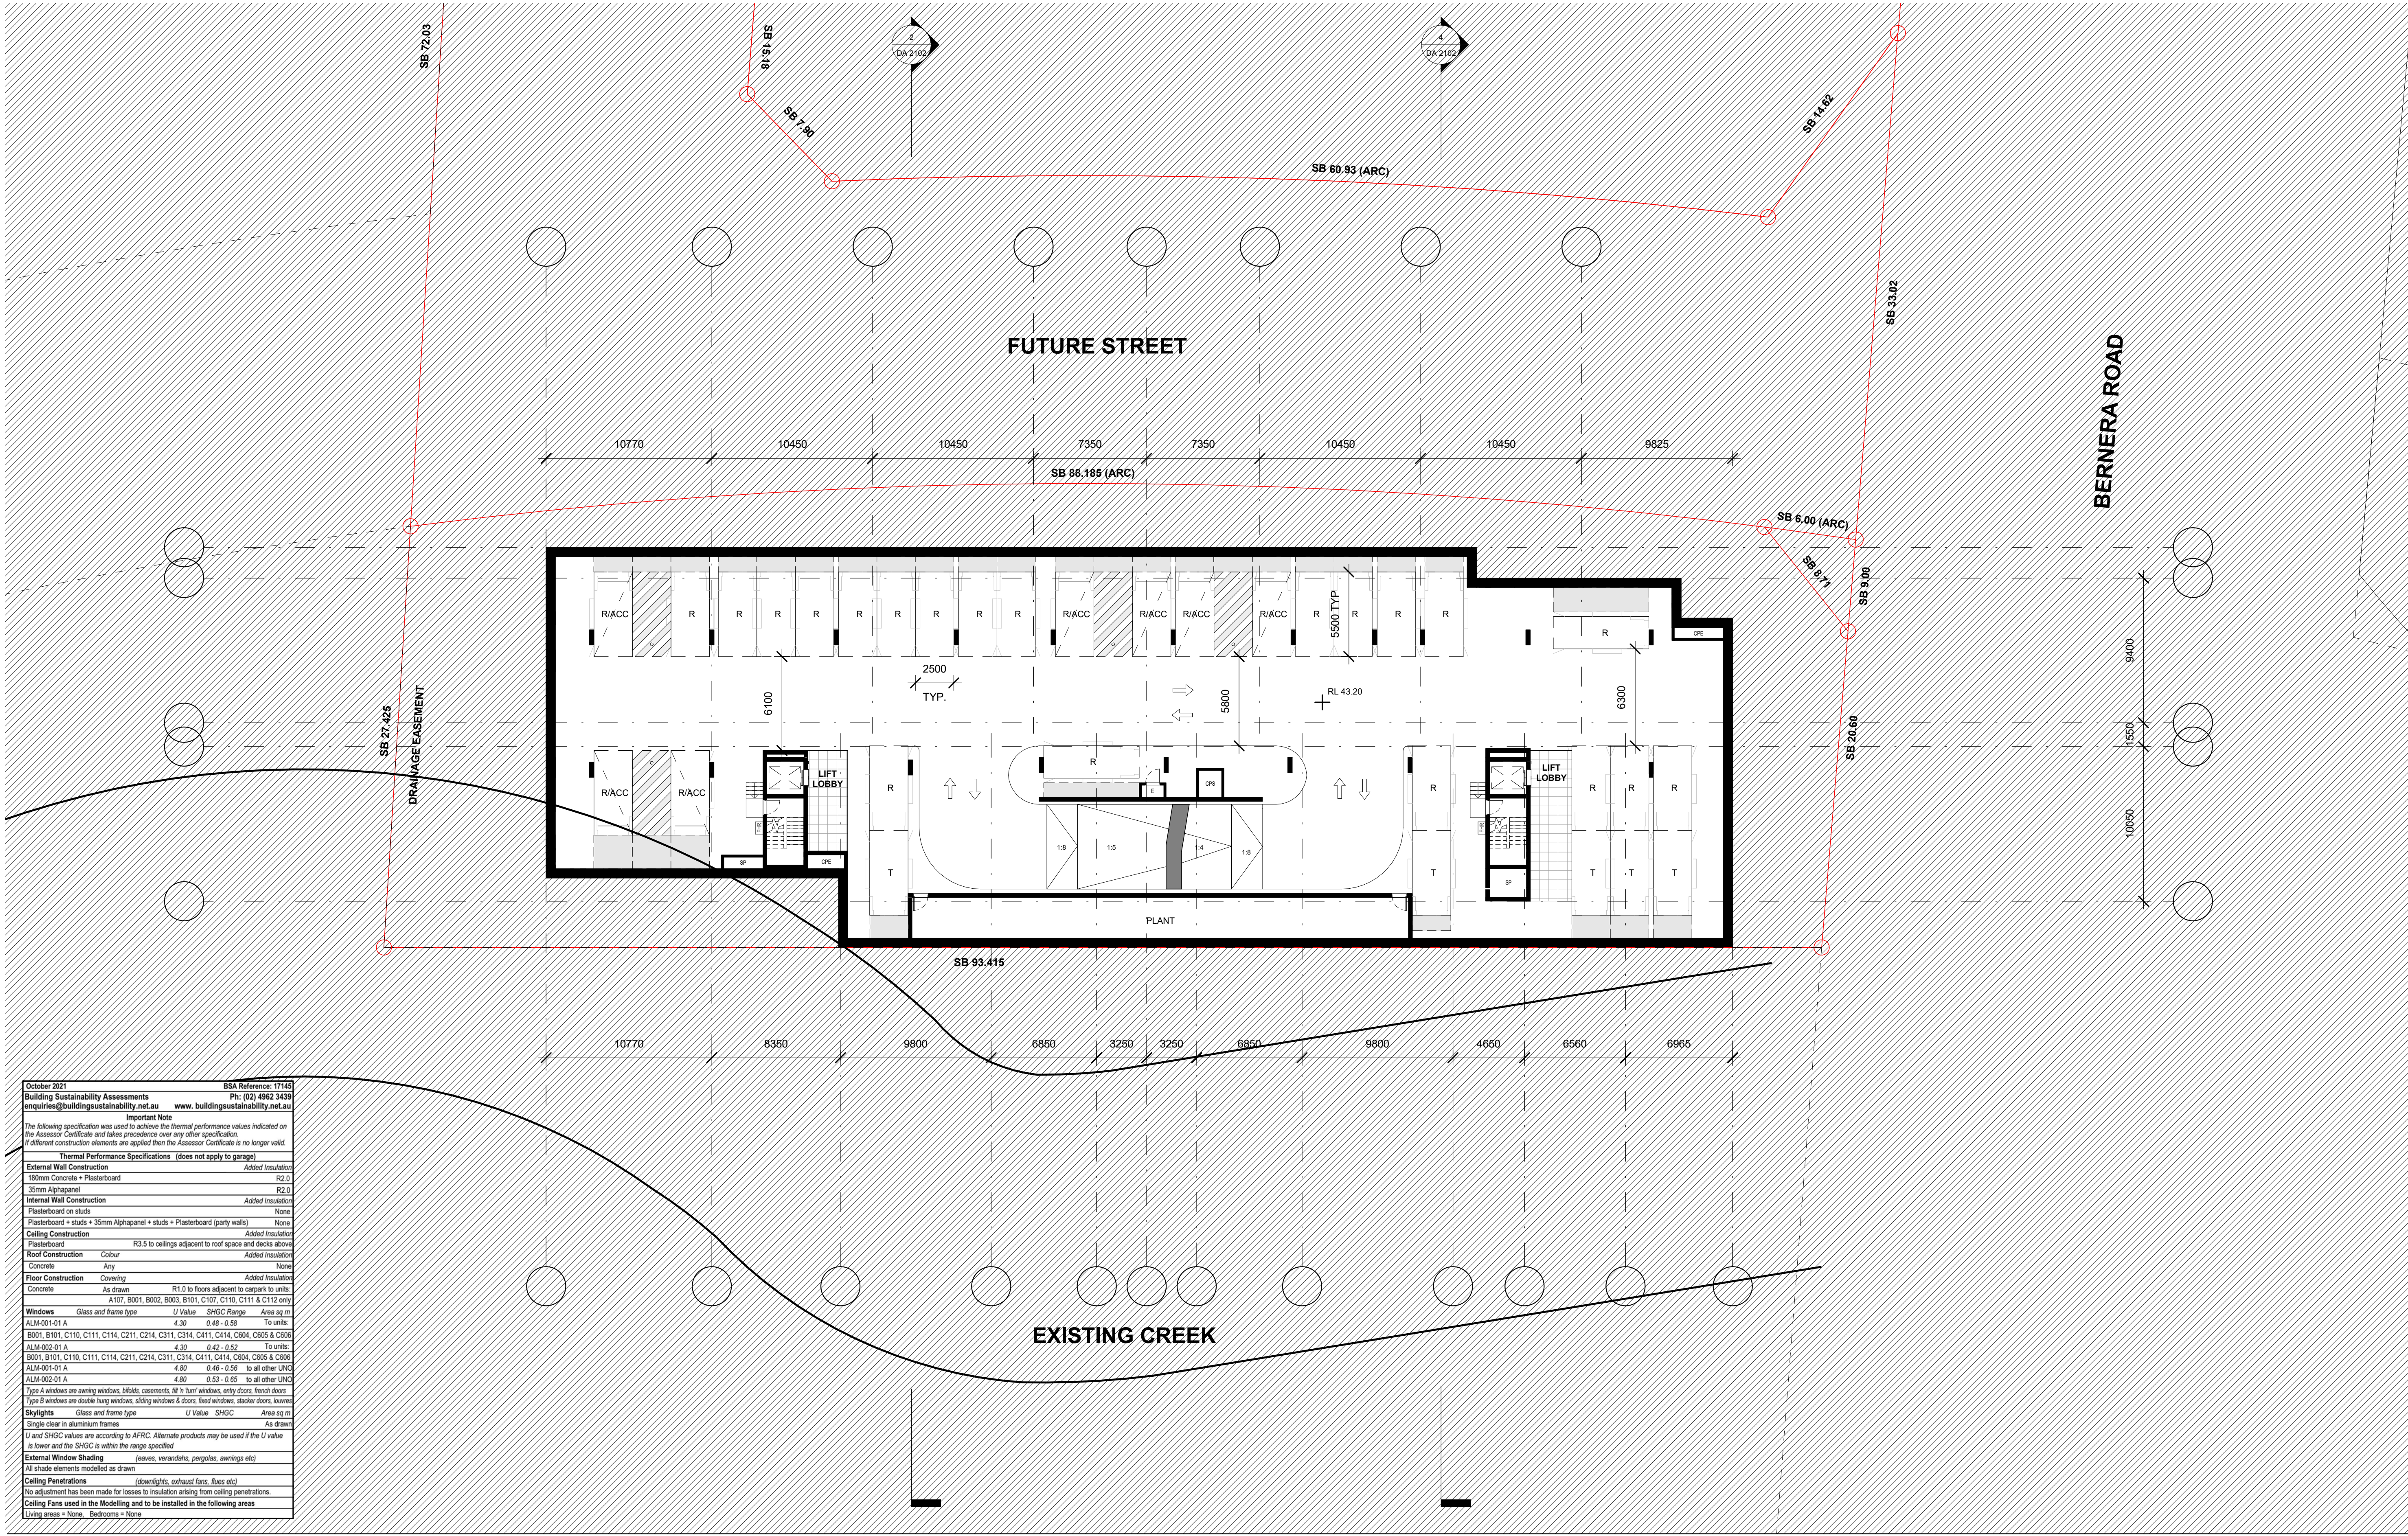 SB 72.03
SB 15.18
2
DA 2102
4
DA 2102
SB 7.90
SB 14.62
SB 60.93 (ARC)
SB 33.02
FUTURE STREET
BERNERA ROAD
10770
10450
10450
7350
7350
10450
10450
9825
SB 88.185 (ARC)
SB 6.00 (ARC)
SB 8.71
SB 9.00
R/ACC
R
R
R
R
R
R
R
R
R
R/ACC
R/ACC
R/ACC
R/ACC
R
R
R
R
5500 TYP
R
CPE
9400
2500
TYP.
6100
5800
RL 43.20
6300
SB 27.425
DRAINAGE EASEMENT
SB 20.60
1550
R/ACC
R/ACC
LIFT
LOBBY
R
R
E
CPS
R
LIFT
LOBBY
R
R
R
10050
FHR
FHR
1:8
1:5
1:4
1:8
SP
CPE
T
T
SP
T
T
T
PLANT
SB 93.415
10770
8350
9800
6850
3250
3250
6850
9800
4650
6560
6965
EXISTING CREEK
October 2021 BSA Reference: 17145
Building Sustainability Assessments Ph: (02) 4962 3439
enquiries@buildingsustainability.net.au www. buildingsustainability.net.au
Important Note
The following specification was used to achieve the thermal performance values indicated on
the Assessor Certificate and takes precedence over any other specification.
If different construction elements are applied then the Assessor Certificate is no longer valid.
Thermal Performance Specifications (does not apply to garage)
External Wall Construction Added Insulation
180mm Concrete + Plasterboard R2.0
35mm Alphapanel R2.0
Internal Wall Construction Added Insulation
Plasterboard on studs None
Plasterboard + studs + 35mm Alphapanel + studs + Plasterboard (party walls) None
Ceiling Construction Added Insulation
Plasterboard R3.5 to ceilings adjacent to roof space and decks above
Roof Construction Colour Added Insulation
Concrete Any None
Floor Construction Covering Added Insulation
Concrete As drawn R1.0 to floors adjacent to carpark to units:
A107, B001, B002, B003, B101, C107, C110, C111 & C112 only
Windows Glass and frame type U Value SHGC Range Area sq m
ALM-001-01 A 4.30 0.48 - 0.58 To units:
B001, B101, C110, C111, C114, C211, C214, C311, C314, C411, C414, C604, C605 & C606
ALM-002-01 A 4.30 0.42 - 0.52 To units:
B001, B101, C110, C111, C114, C211, C214, C311, C314, C411, C414, C604, C605 & C606
ALM-001-01 A 4.80 0.46 - 0.56 to all other UNO
ALM-002-01 A 4.80 0.53 - 0.65 to all other UNO
Type A windows are awning windows, bifolds, casements, tilt 'n 'turn' windows, entry doors, french doors
Type B windows are double hung windows, sliding windows & doors, fixed windows, stacker doors, louvres
Skylights Glass and frame type U Value SHGC Area sq m
Single clear in aluminium frames As drawn
U and SHGC values are according to AFRC. Alternate products may be used if the U value
is lower and the SHGC is within the range specified
External Window Shading (eaves, verandahs, pergolas, awnings etc)
All shade elements modelled as drawn
Ceiling Penetrations (downlights, exhaust fans, flues etc)
No adjustment has been made for losses to insulation arising from ceiling penetrations.
Ceiling Fans used in the Modelling and to be installed in the following areas
Living areas = None, Bedrooms = None